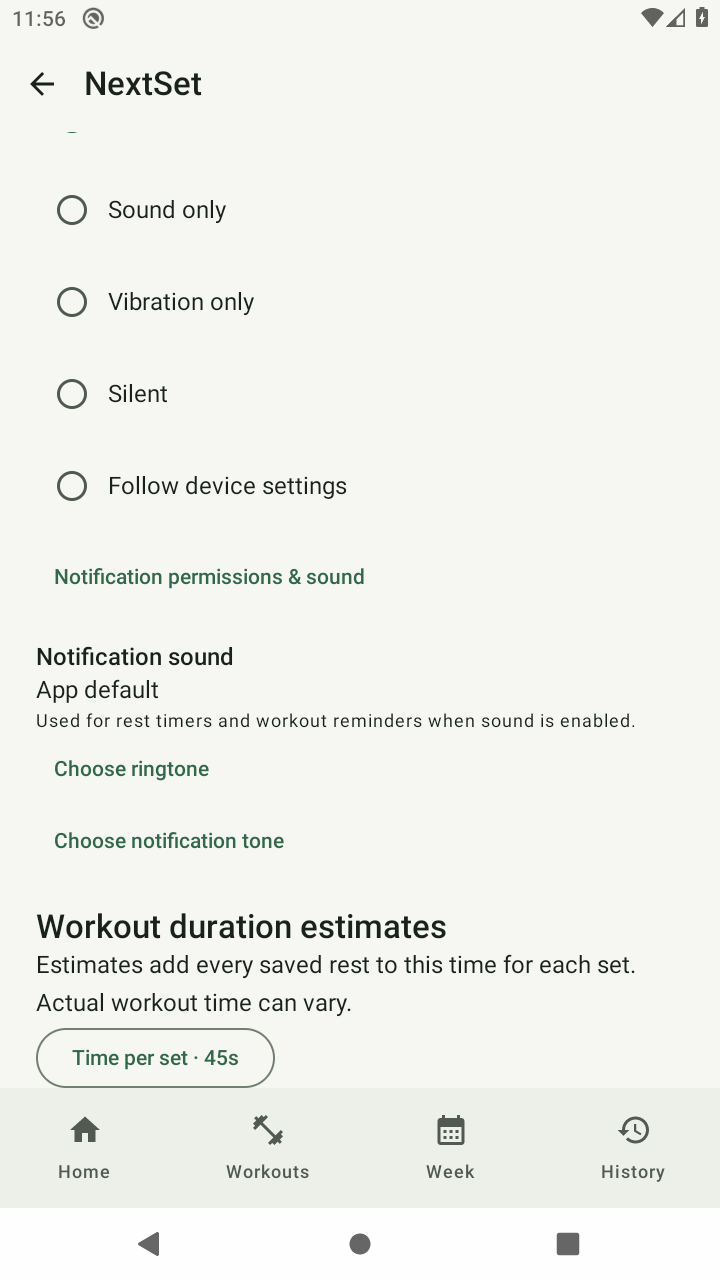 11:56
NextSet
Sound only
Vibration only
Silent
Follow device settings
Notification permissions & sound
Notification sound
App default
Used for rest timers and workout reminders when sound is enabled.
Choose ringtone
Choose notification tone
Workout duration estimates
Estimates add every saved rest to this time for each set.
Actual workout time can vary.
Time per set · 45s
Home Workouts Week History